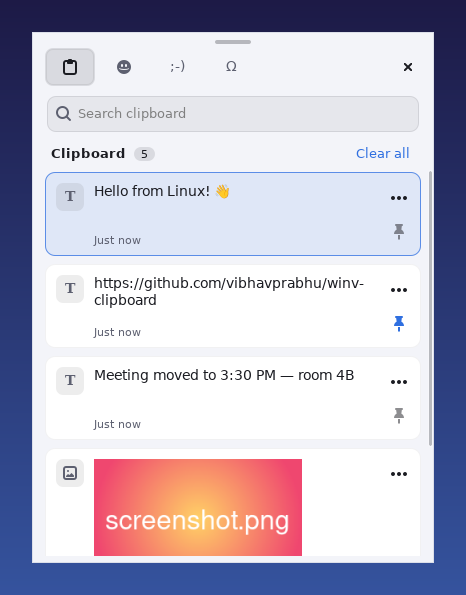 ;-)
Ω
Search clipboard
Clipboard 5
Clear all
Hello from Linux! 👋
Just now
https://github.com/vibhavprabhu/winv-
clipboard
Just now
Meeting moved to 3:30 PM — room 4B
Just now
screenshot.png